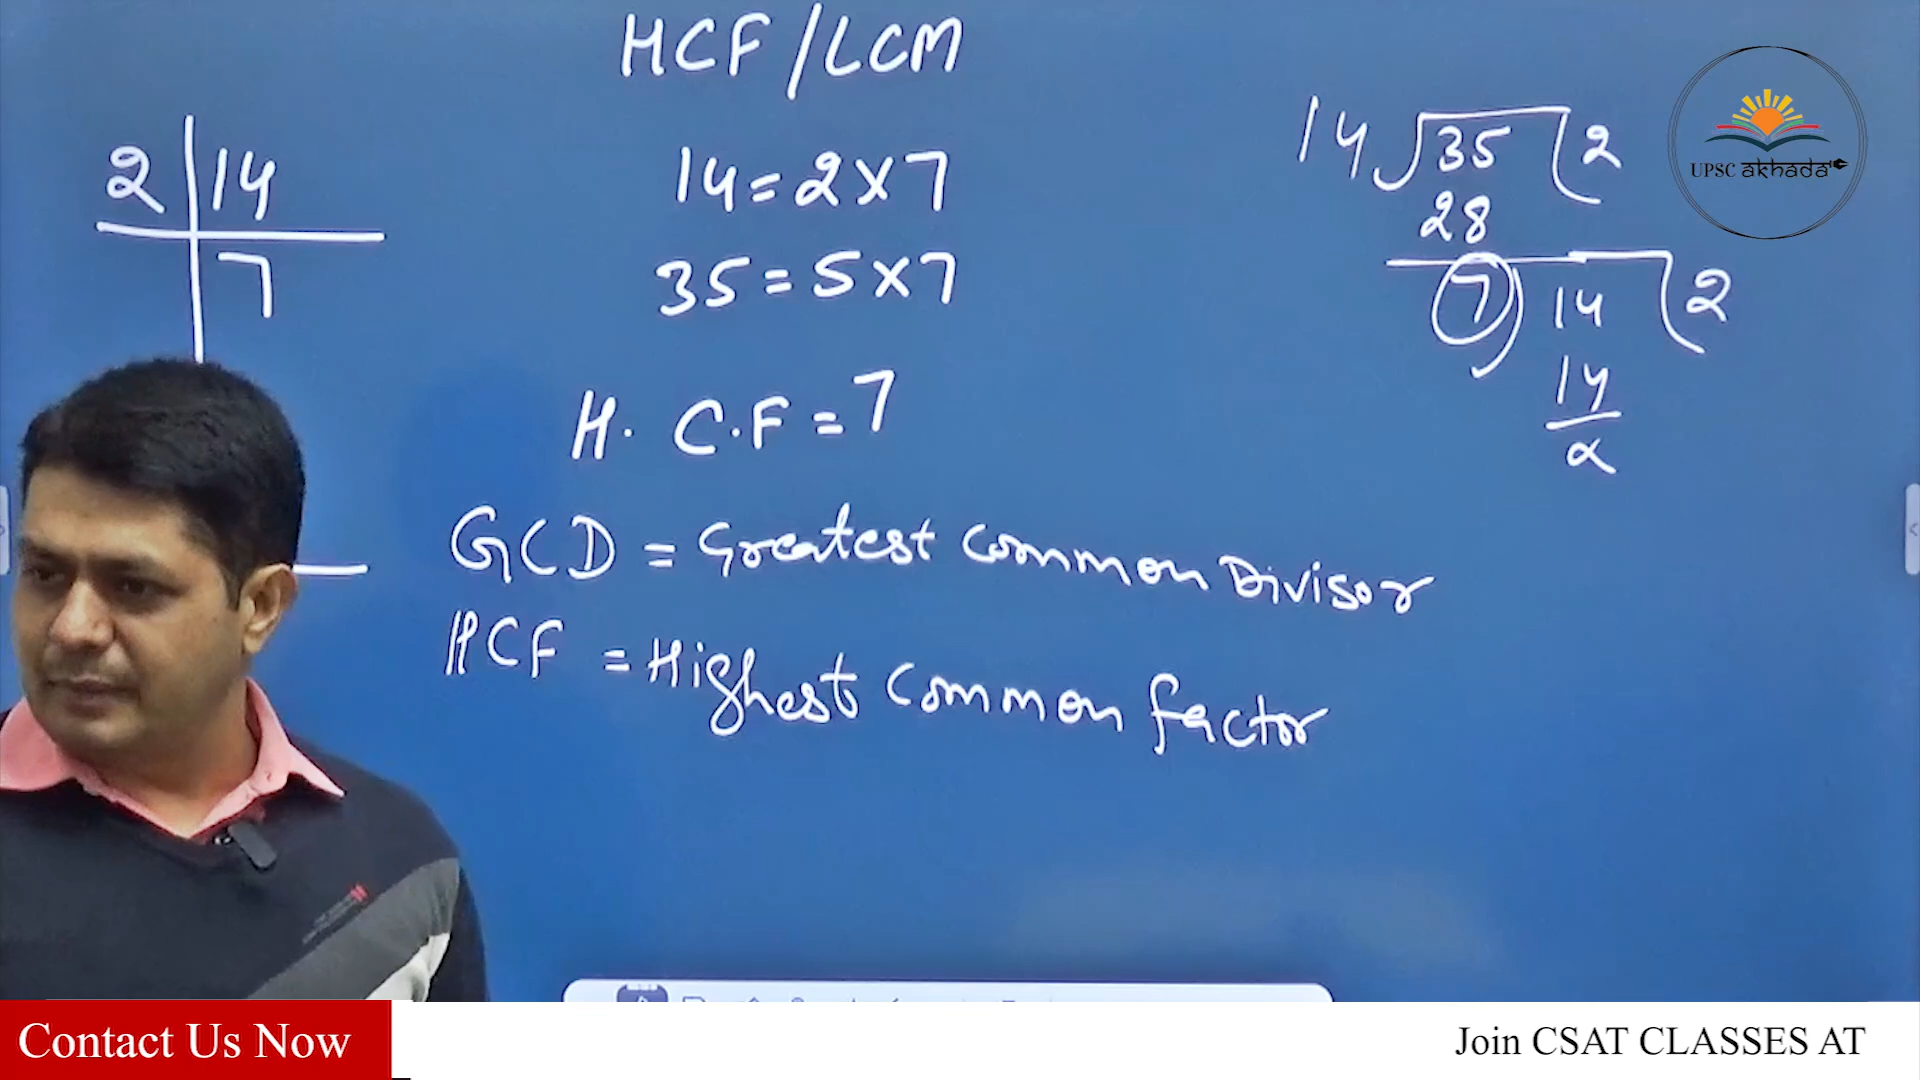 HCF/LCM
2 14
7
14=2×7
35=5×7
H.C.F=7
GCD = Greatest Common Divisor
HCF = Highest Common factor
14 35 2
28
7 14 2
14
×
UPSC akhada
Contact Us Now
Join CSAT CLASSES AT